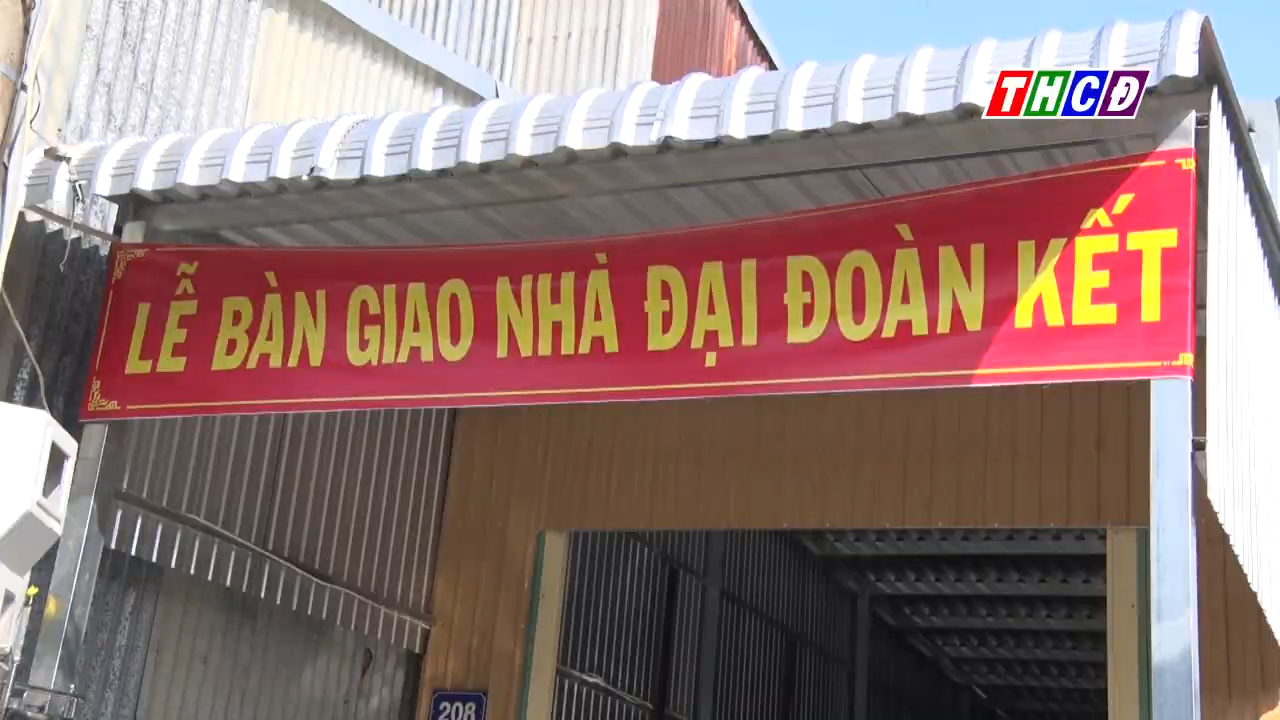 THCĐ
LỄ BÀN GIAO NHÀ ĐẠI ĐOÀN KẾT
208